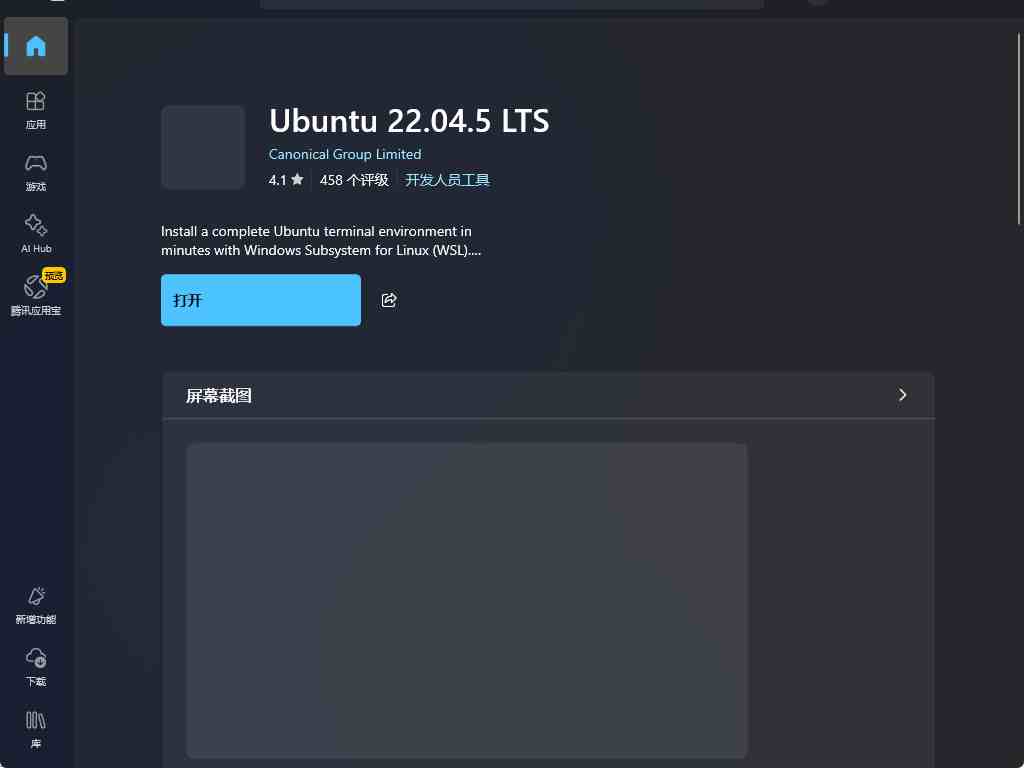 应用
游戏
AI Hub
预览
腾讯应用宝
新增功能
下载
库
Ubuntu 22.04.5 LTS
Canonical Group Limited
4.1 458 个评级 开发人员工具
Install a complete Ubuntu terminal environment in
minutes with Windows Subsystem for Linux (WSL)....
打开
屏幕截图